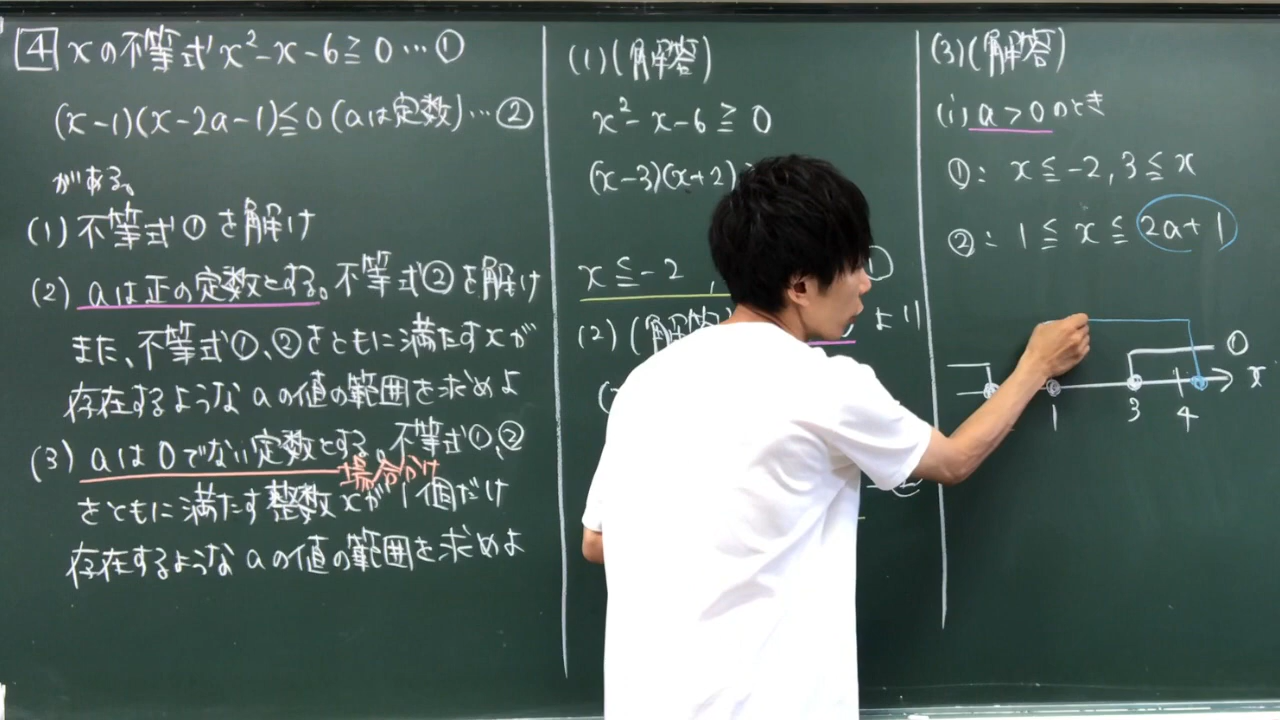 4 xの不等式 x²-x-6≧0…①
(x-1)(x-2a-1)≦0(aは定数)…②
がある。
(1)不等式①を解け
(2)aは正の定数とする。不等式②を解け
また、不等式①、②をともに満たすxが
存在するようなaの値の範囲を求めよ
(3)aは0でない定数とする。不等式①、②
場合分け
をともに満たす整数xが1個だけ
存在するようなaの値の範囲を求めよ
(1)(解答)
x²-x-6≧0
(x-3)(x+2)
x≦-2,
(2)(解答) より
(3)(解答)
(i)a>0のとき
①: x≦-2,3≦x
②: 1≦x≦2a+1
① x
1 3 4